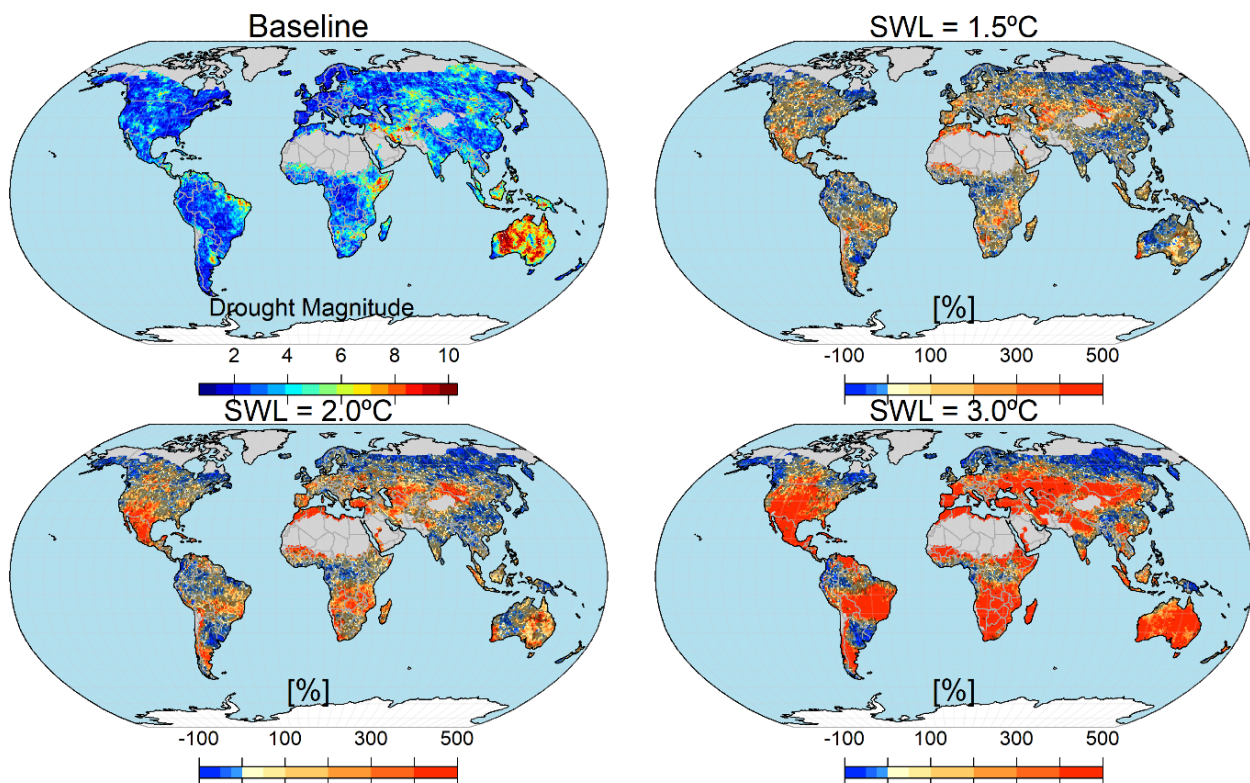 Baseline
Drought Magnitude
2 4 6 8 10
SWL = 1.5ºC
[%]
-100 100 300 500
SWL = 2.0ºC
[%]
-100 100 300 500
SWL = 3.0ºC
[%]
-100 100 300 500